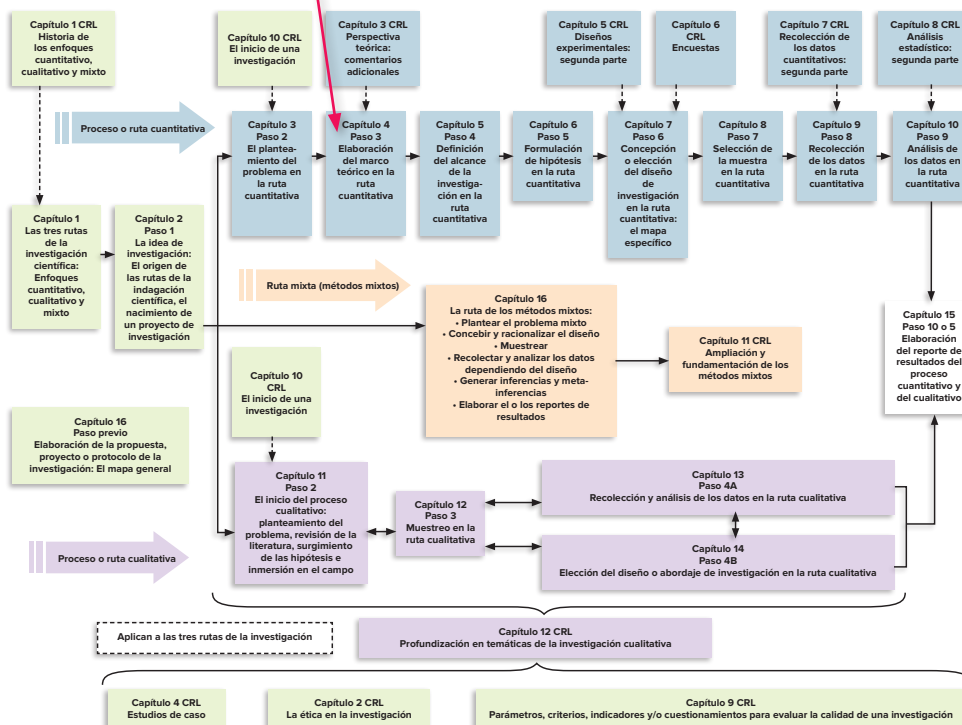 Capítulo 1 CRL
Historia de
los enfoques
cuantitativo,
cualitativo y mixto
Capítulo 10 CRL
El inicio de una
investigación
Capítulo 3 CRL
Perspectiva
teórica:
comentarios
adicionales
Capítulo 5 CRL
Diseños
experimentales:
segunda parte
Capítulo 6
CRL
Encuestas
Capítulo 7 CRL
Recolección de
los datos
cuantitativos:
segunda parte
Capítulo 8 CRL
Análisis
estadístico:
segunda parte
Proceso o ruta cuantitativa
Capítulo 3
Paso 2
El plantea-
miento del
problema en
la ruta
cuantitativa
Capítulo 4
Paso 3
Elaboración
del marco
teórico en la
ruta
cuantitativa
Capítulo 5
Paso 4
Definición
del alcance
de la
investiga-
ción en la
ruta
cuantitativa
Capítulo 6
Paso 5
Formulación
de hipótesis
en la ruta
cuantitativa
Capítulo 7
Paso 6
Concepción
o elección
del diseño
de
investigación
en la ruta
cuantitativa:
el mapa
específico
Capítulo 8
Paso 7
Selección de
la muestra
en la ruta
cuantitativa
Capítulo 9
Paso 8
Recolección
de los datos
en la ruta
cuantitativa
Capítulo 10
Paso 9
Análisis de
los datos en
la ruta
cuantitativa
Capítulo 1
Las tres rutas
de la
investigación
científica:
Enfoques
cuantitativo,
cualitativo y
mixto
Capítulo 2
Paso 1
La idea de
investigación:
El origen de
las rutas de la
indagación
científica, el
nacimiento de
un proyecto de
investigación
Ruta mixta (métodos mixtos)
Capítulo 16
La ruta de los métodos mixtos:
• Plantear el problema mixto
• Concebir y racionalizar el diseño
• Muestrear
• Recolectar y analizar los datos
dependiendo del diseño
• Generar inferencias y meta-
inferencias
• Elaborar el o los reportes de
resultados
Capítulo 11 CRL
Ampliación y
fundamentación de los
métodos mixtos
Capítulo 15
Paso 10 o 5
Elaboración
del reporte de
resultados del
proceso
cuantitativo y
del cualitativo
Capítulo 10
CRL
El inicio de una
investigación
Capítulo 16
Paso previo
Elaboración de la propuesta,
proyecto o protocolo de la
investigación: El mapa general
Proceso o ruta cualitativa
Capítulo 11
Paso 2
El inicio del proceso
cualitativo:
planteamiento del
problema, revisión de la
literatura, surgimiento
de las hipótesis e
inmersión en el campo
Capítulo 12
Paso 3
Muestreo en la
ruta cualitativa
Capítulo 13
Paso 4A
Recolección y análisis de los datos en la ruta cualitativa
Capítulo 14
Paso 4B
Elección del diseño o abordaje de investigación en la ruta cualitativa
Aplican a las tres rutas de la investigación
Capítulo 12 CRL
Profundización en temáticas de la investigación cualitativa
Capítulo 4 CRL
Estudios de caso
Capítulo 2 CRL
La ética en la investigación
Capítulo 9 CRL
Parámetros, criterios, indicadores y/o cuestionamientos para evaluar la calidad de una investigación